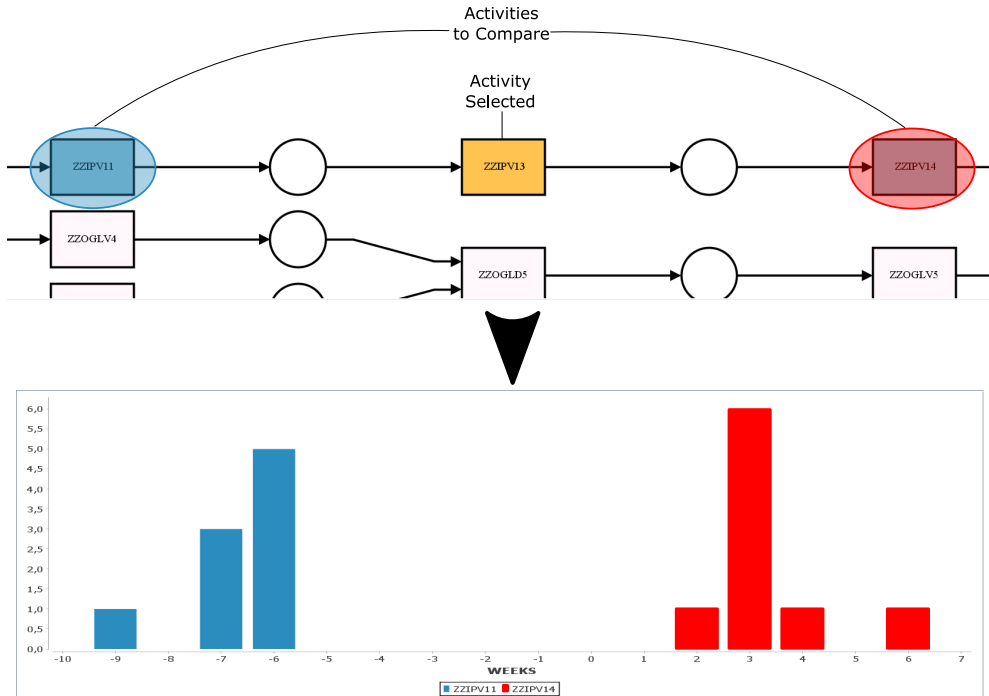 Activities
to Compare
Activity
Selected
ZZIPV11
ZZIPV13
ZZIPV14
ZZOGLV4
ZZOGLD5
ZZOGLV5
6,0
5,5
5,0
4,5
4,0
3,5
3,0
2,5
2,0
1,5
1,0
0,5
0,0
-10 -9 -8 -7 -6 -5 -4 -3 -2 -1 0 1 2 3 4 5 6 7
WEEKS
ZZIPV11 ZZIPV14